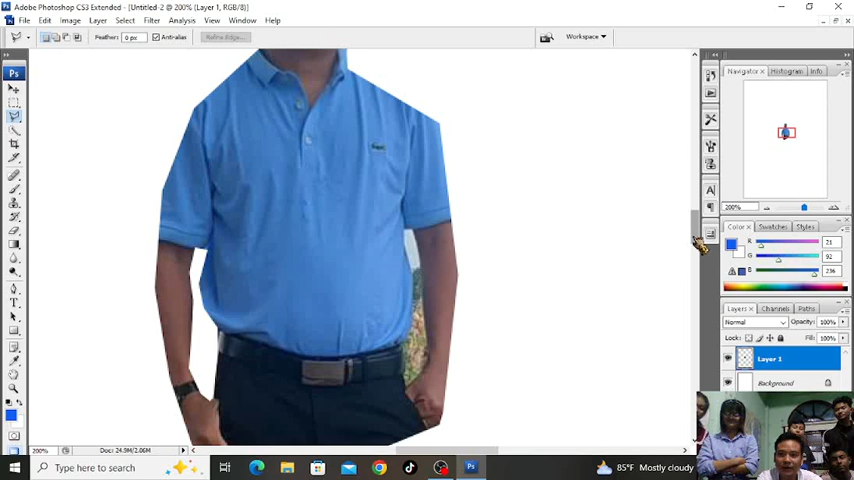 Adobe Photoshop CS3 Extended - [Untitled-2 @ 200% (Layer 1, RGB/8)]
File Edit Image Layer Select Filter Analysis View Window Help
Feather: 0 px Anti-alias Refine Edge... Workspace
Navigator Histogram Info
200%
Color Swatches Styles
R 21
G 92
B 236
Layers Channels Paths
Normal Opacity: 100%
Lock: Fill: 100%
Layer 1
Background
200% Doc: 24.9M/2.06M
Type here to search
85°F Mostly cloudy